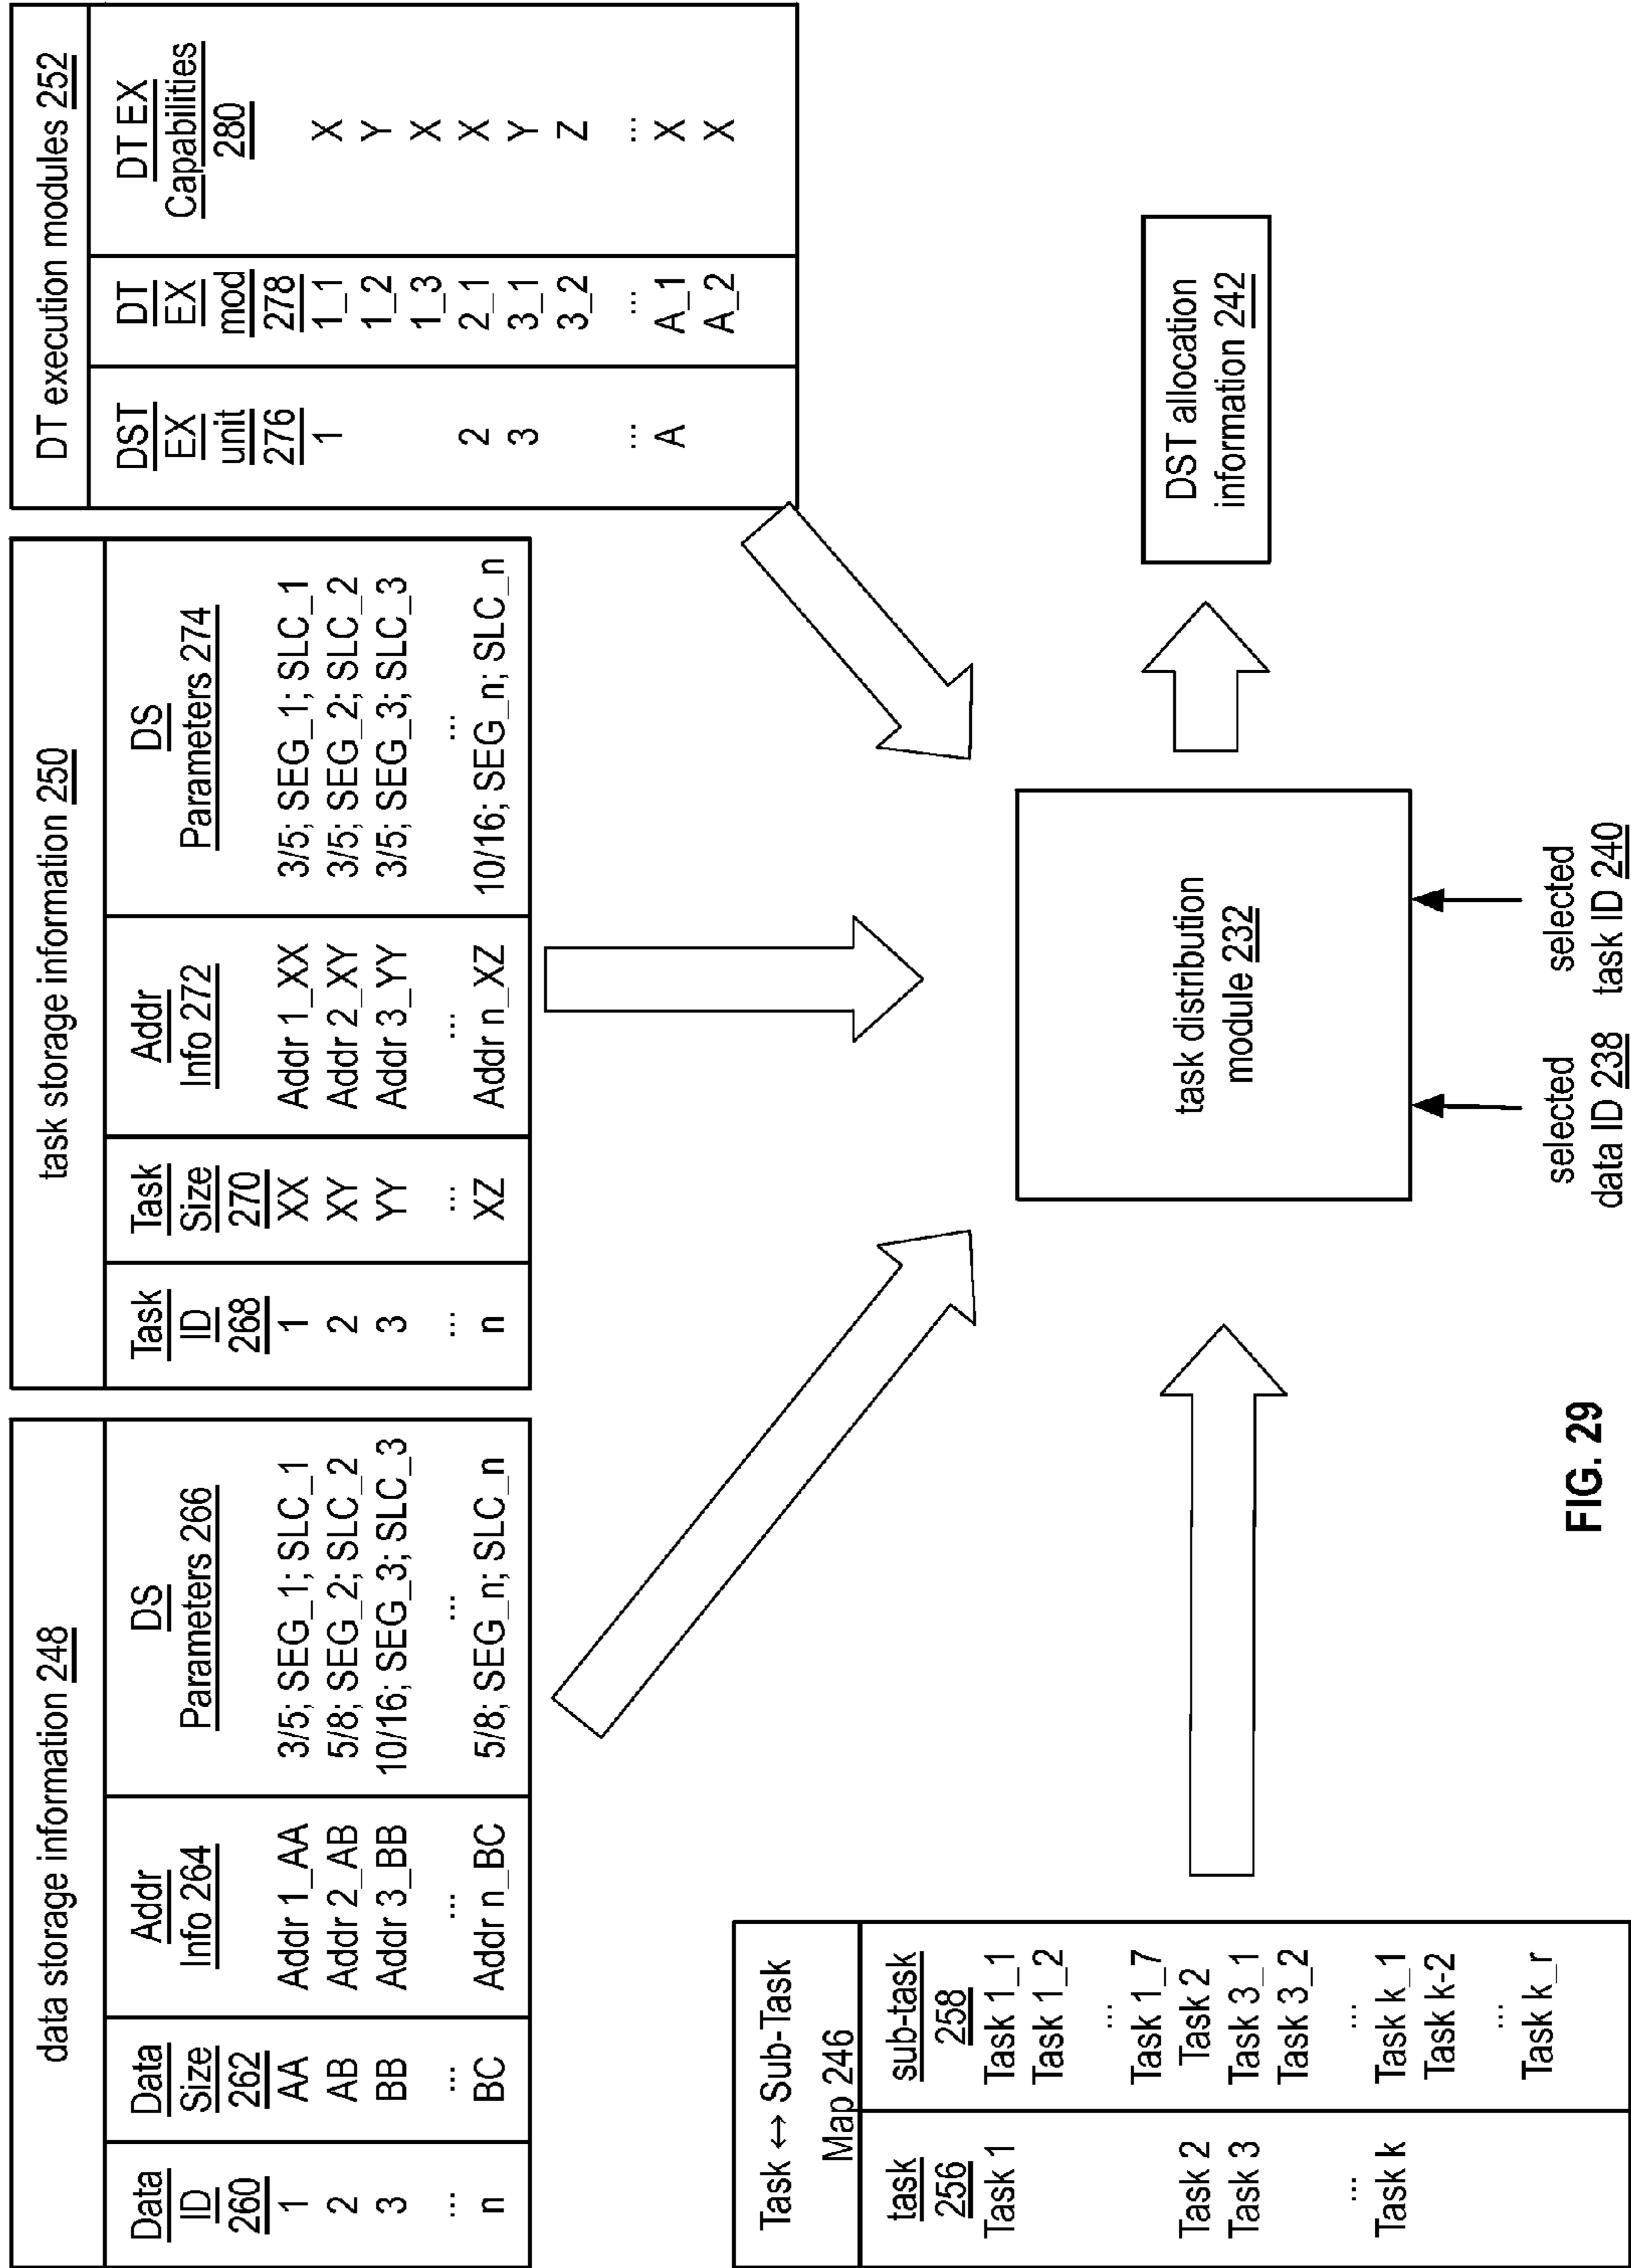 data storage information 248
Data ID 260 Data Size 262 Addr Info 264 DS Parameters 266
1 AA Addr 1_AA 3/5; SEG_1; SLC_1
2 AB Addr 2_AB 5/8; SEG_2; SLC_2
3 BB Addr 3_BB 10/16; SEG_3; SLC_3
... ... ... ...
n BC Addr n_BC 5/8; SEG_n; SLC_n
task storage information 250
Task ID 268 Task Size 270 Addr Info 272 DS Parameters 274
1 XX Addr 1_XX 3/5; SEG_1; SLC_1
2 XY Addr 2_XY 3/5; SEG_2; SLC_2
3 YY Addr 3_YY 3/5; SEG_3; SLC_3
... ... ... ...
n XZ Addr n_XZ 10/16; SEG_n; SLC_n
DT execution modules 252
DST EX unit 276 DT EX mod 278 DT EX Capabilities 280
1 1_1 X
1_2 Y
1_3 X
2 2_1 X
3 3_1 Y
3_2 Z
... ... ...
A A_1 X
A_2 X
Task ↔ Sub-Task
Map 246
task 256 sub-task 258
Task 1 Task 1_1
Task 1_2
...
Task 1_7
Task 2 Task 2
Task 3 Task 3_1
Task 3_2
... ...
Task k Task k_1
Task k-2
...
Task k_r
task distribution
module 232
DST allocation
information 242
selected
data ID 238
selected
task ID 240
FIG. 29